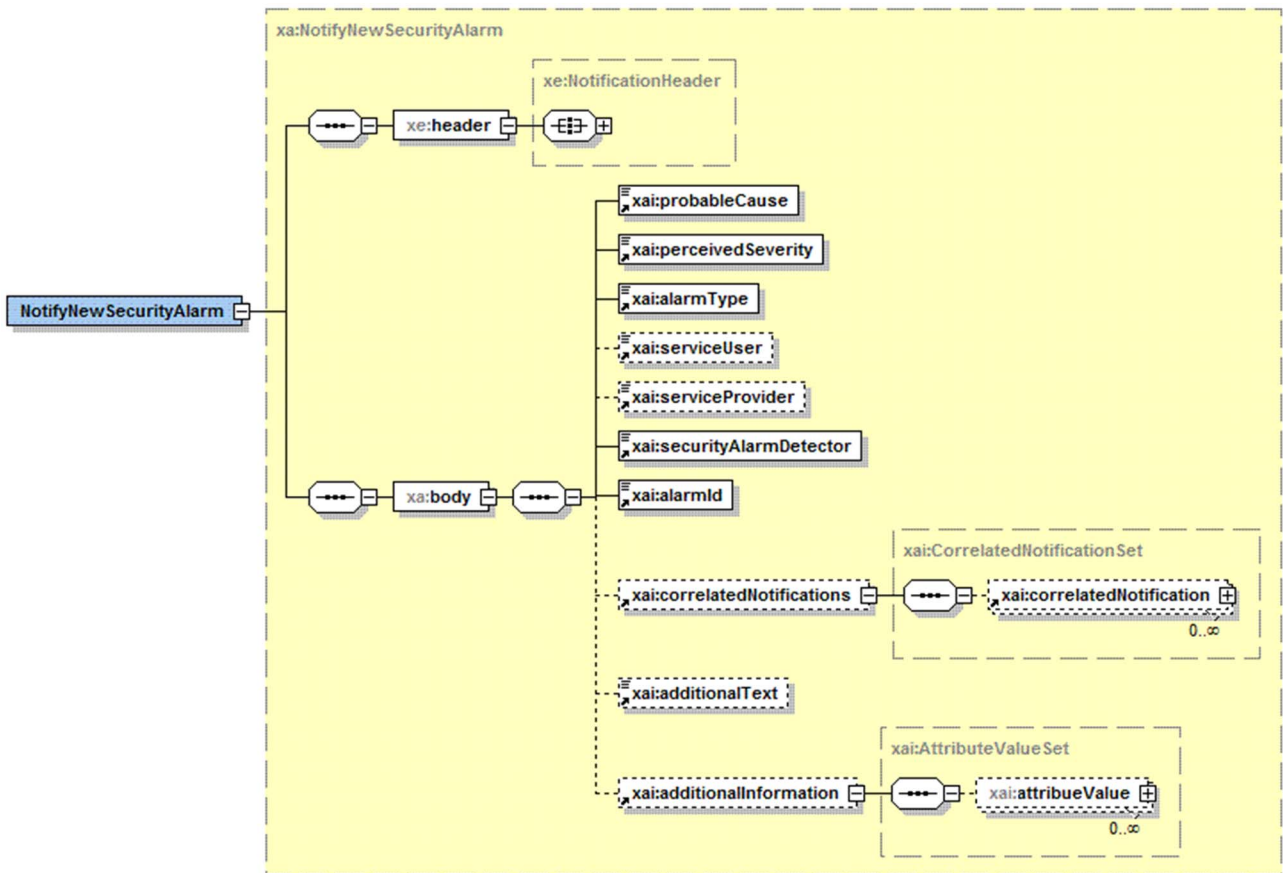 xa:NotifyNewSecurityAlarm
xe:NotificationHeader
xe:header
xai:probableCause
xai:perceivedSeverity
xai:alarmType
NotifyNewSecurityAlarm
xai:serviceUser
xai:serviceProvider
xai:securityAlarmDetector
xa:body
xai:alarmId
xai:CorrelatedNotificationSet
xai:correlatedNotifications
xai:correlatedNotification
0..∞
xai:additionalText
xai:AttributeValueSet
xai:additionalInformation
xai:attribueValue
0..∞